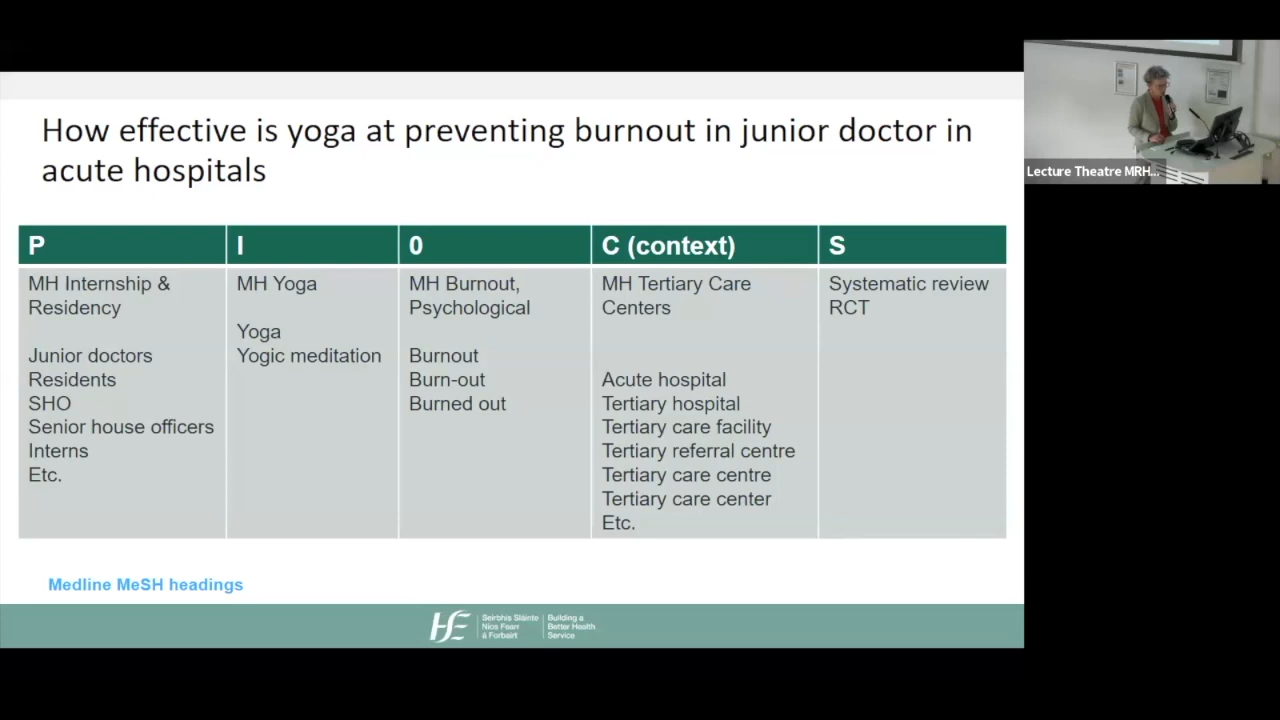 How effective is yoga at preventing burnout in junior doctor in
acute hospitals
P
I
0
C (context)
S
MH Internship &
Residency
Junior doctors
Residents
SHO
Senior house officers
Interns
Etc.
MH Yoga
Yoga
Yogic meditation
MH Burnout,
Psychological
Burnout
Burn-out
Burned out
MH Tertiary Care
Centers
Acute hospital
Tertiary hospital
Tertiary care facility
Tertiary referral centre
Tertiary care centre
Tertiary care center
Etc.
Systematic review
RCT
Medline MeSH headings
Seirbhís Sláinte
Níos Fearr
á Forbairt
Building a
Better Health
Service
Lecture Theatre MRH...